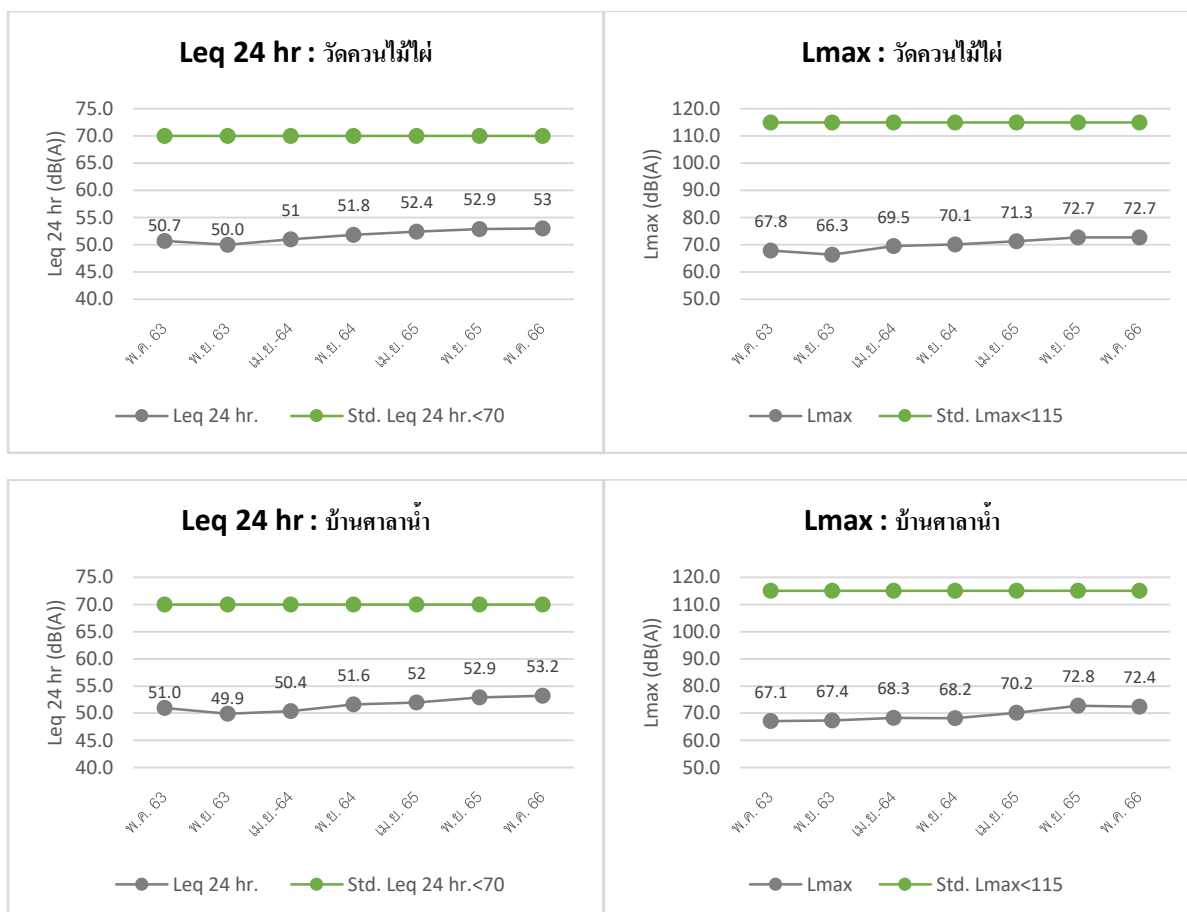 Leq 24 hr : วัดควนไม้ไผ่
Leq 24 hr (dB(A))
75.0
70.0
65.0
60.0
55.0
50.0
45.0
40.0
50.7 50.0 51 51.8 52.4 52.9 53
พ.ค. 63 พ.ย. 63 เม.ย.-64 พ.ย. 64 เม.ย. 65 พ.ย. 65 พ.ค. 66
Leq 24 hr. Std. Leq 24 hr.<70
Lmax : วัดควนไม้ไผ่
Lmax (dB(A))
120.0
110.0
100.0
90.0
80.0
70.0
60.0
50.0
67.8 66.3 69.5 70.1 71.3 72.7 72.7
พ.ค. 63 พ.ย. 63 เม.ย.-64 พ.ย. 64 เม.ย. 65 พ.ย. 65 พ.ค. 66
Lmax Std. Lmax<115
Leq 24 hr : บ้านศาลาน้ำ
Leq 24 hr (dB(A))
75.0
70.0
65.0
60.0
55.0
50.0
45.0
40.0
51.0 49.9 50.4 51.6 52 52.9 53.2
พ.ค. 63 พ.ย. 63 เม.ย.-64 พ.ย. 64 เม.ย. 65 พ.ย. 65 พ.ค. 66
Leq 24 hr. Std. Leq 24 hr.<70
Lmax : บ้านศาลาน้ำ
Lmax (dB(A))
120.0
110.0
100.0
90.0
80.0
70.0
60.0
50.0
67.1 67.4 68.3 68.2 70.2 72.8 72.4
พ.ค. 63 พ.ย. 63 เม.ย.-64 พ.ย. 64 เม.ย. 65 พ.ย. 65 พ.ค. 66
Lmax Std. Lmax<115